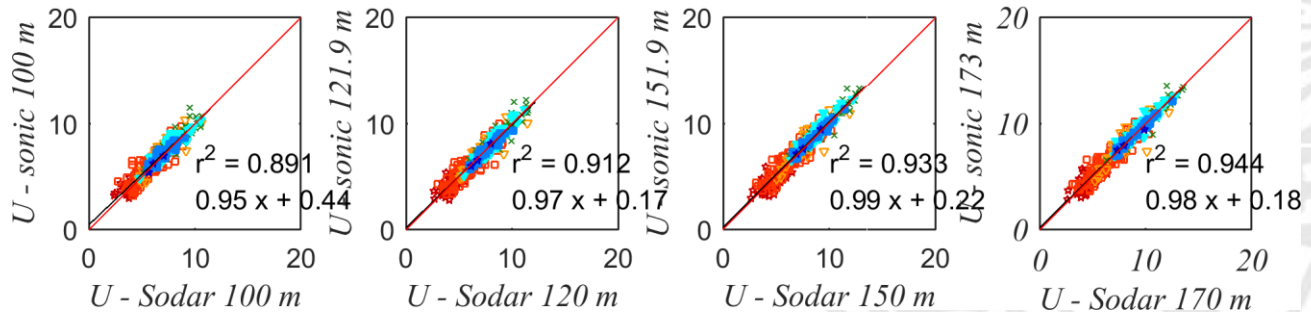 20
10
0
0 10 20
U - sonic 100 m
U - Sodar 100 m
r² = 0.891
0.95 x + 0.44
20
10
0
0 10 20
U - sonic 121.9 m
U - Sodar 120 m
r² = 0.912
0.97 x + 0.17
20
10
0
0 10 20
U - sonic 151.9 m
U - Sodar 150 m
r² = 0.933
0.99 x + 0.22
20
10
0
0 10 20
U - sonic 173 m
U - Sodar 170 m
r² = 0.944
0.98 x + 0.18